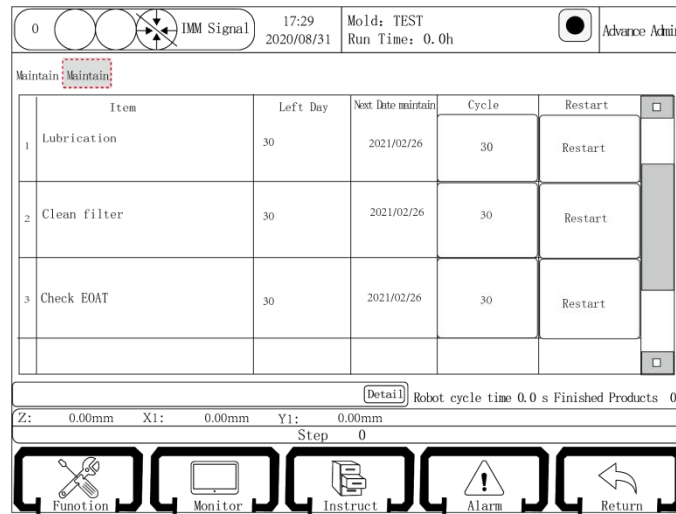 0 IMM Signal 17:29 2020/08/31 Mold: TEST Run Time: 0.0h Advance Admin
Maintain Maintain
Item Left Day Next Date maintain Cycle Restart
1 Lubrication 30 2021/02/26 30 Restart
2 Clean filter 30 2021/02/26 30 Restart
3 Check EOAT 30 2021/02/26 30 Restart
Detail Robot cycle time 0.0 s Finished Products 0
Z: 0.00mm X1: 0.00mm Y1: 0.00mm
Step 0
Funotion Monitor Instruct Alarm Return